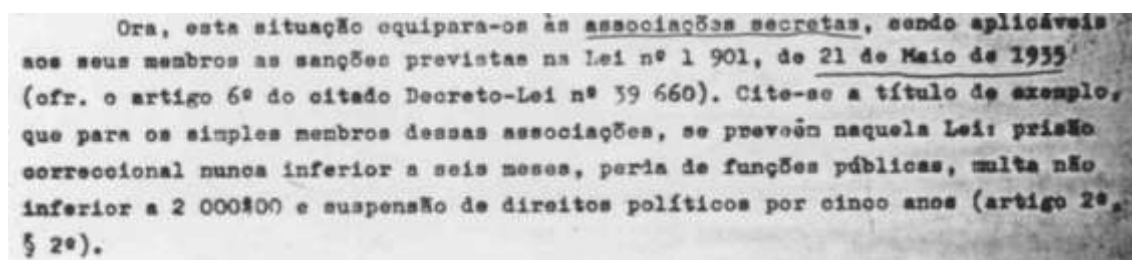 Ora, esta situação equipara-os às associações secretas, sendo aplicáveis
aos seus membros as sanções previstas na Lei nº 1 901, de 21 de Maio de 1935
(cfr. o artigo 6º do citado Decreto-Lei nº 39 660). Cite-se a título de exemplo,
que para os simples membros dessas associações, se prevêem naquela Lei: prisão
correccional nunca inferior a seis meses, perda de funções públicas, multa não
inferior a 2 000$00 e suspensão de direitos políticos por cinco anos (artigo 2º,
§ 2º).